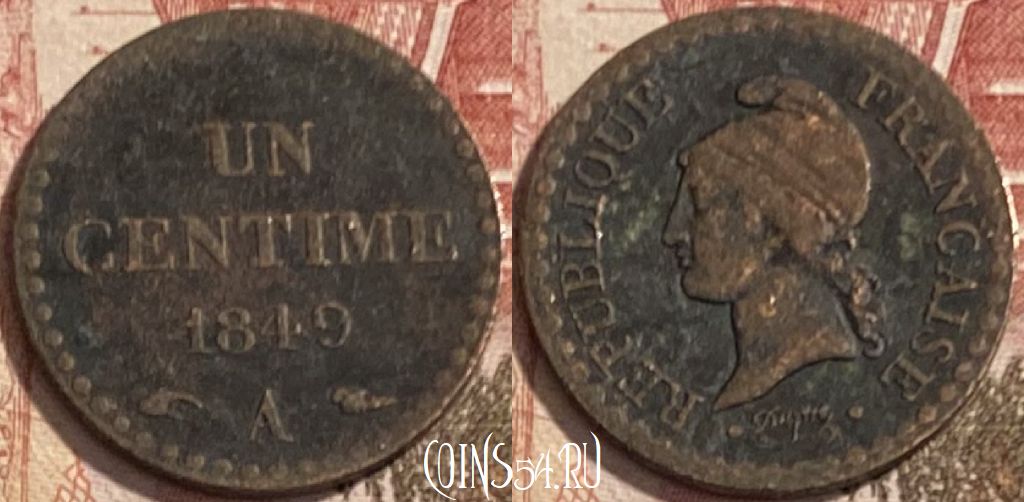 UN
CENTIME
1849
A
REPUBLIQUE FRANÇAISE
Dupré
COINS54.RU